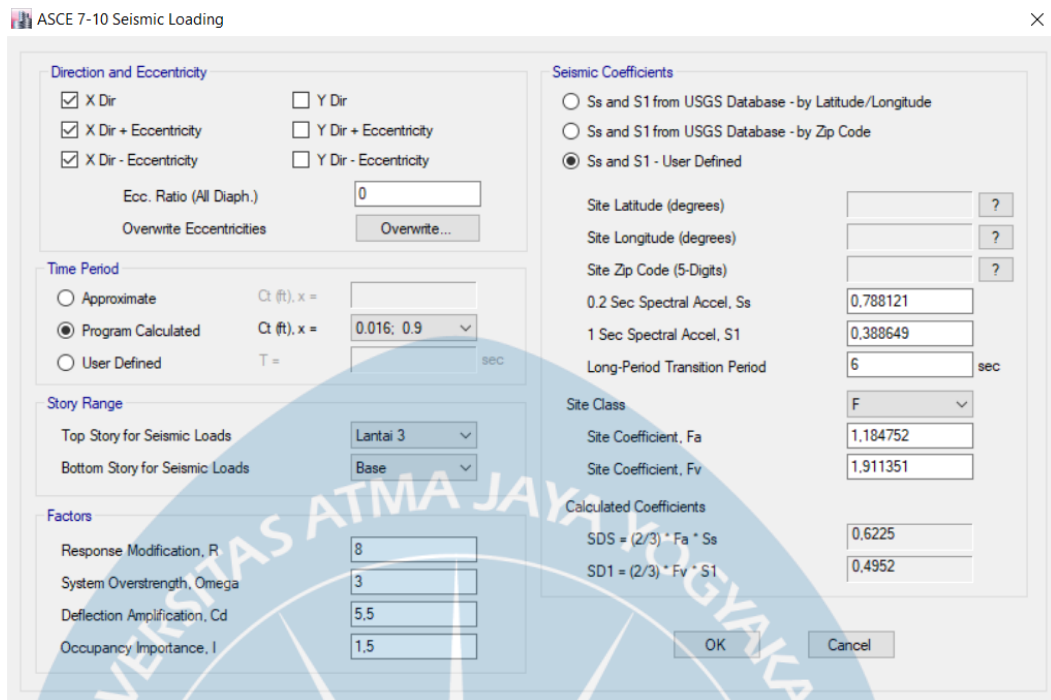 ASCE 7-10 Seismic Loading
Direction and Eccentricity
X Dir
Y Dir
X Dir + Eccentricity
Y Dir + Eccentricity
X Dir - Eccentricity
Y Dir - Eccentricity
Ecc. Ratio (All Diaph.)
0
Overwrite Eccentricities
Overwrite...
Time Period
Approximate
Ct (ft), x =
Program Calculated
Ct (ft), x =
0.016; 0.9
User Defined
T =
sec
Story Range
Top Story for Seismic Loads
Lantai 3
Bottom Story for Seismic Loads
Base
Factors
Response Modification, R
8
System Overstrength, Omega
3
Deflection Amplification, Cd
5,5
Occupancy Importance, I
1,5
Seismic Coefficients
Ss and S1 from USGS Database - by Latitude/Longitude
Ss and S1 from USGS Database - by Zip Code
Ss and S1 - User Defined
Site Latitude (degrees)
?
Site Longitude (degrees)
?
Site Zip Code (5-Digits)
?
0.2 Sec Spectral Accel, Ss
0,788121
1 Sec Spectral Accel, S1
0,388649
Long-Period Transition Period
6
sec
Site Class
F
Site Coefficient, Fa
1,184752
Site Coefficient, Fv
1,911351
Calculated Coefficients
SDS = (2/3) * Fa * Ss
0,6225
SD1 = (2/3) * Fv * S1
0,4952
OK
Cancel
VERSITAS ATMA JAYA YOGYAKA